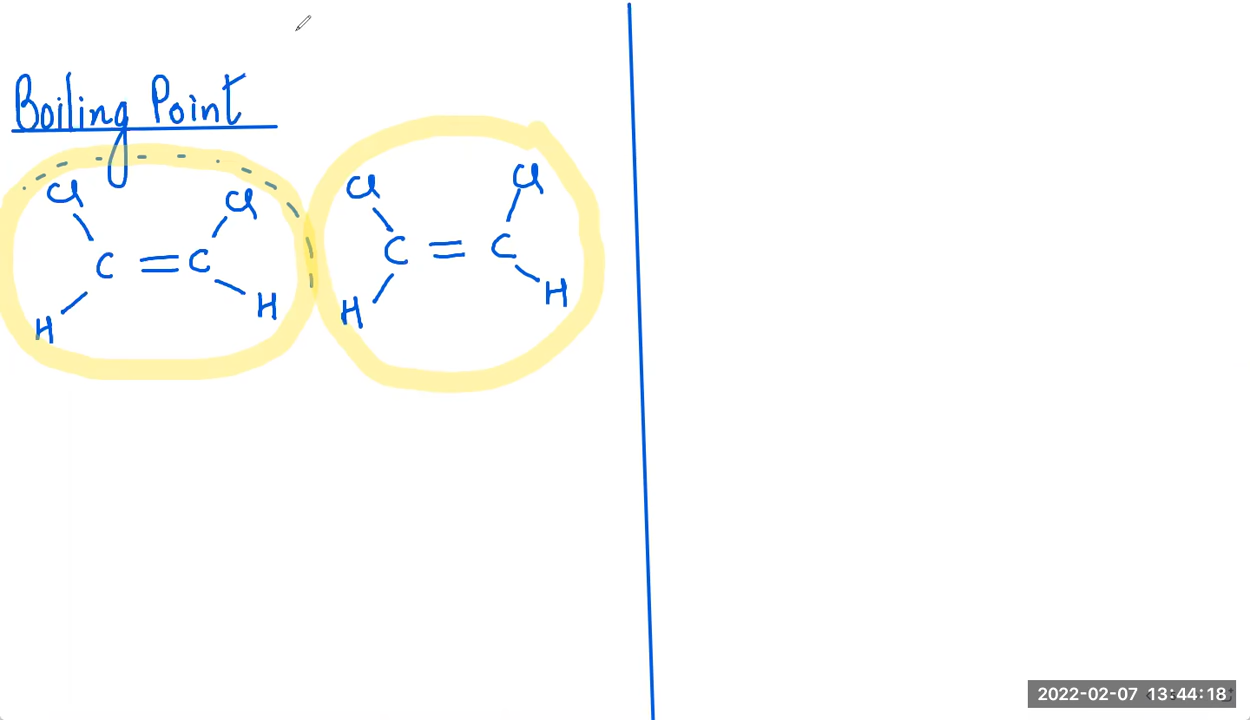 Boiling Point
Cl Cl Cl Cl
C = C C = C
H H H H
2022-02-07 13:44:18